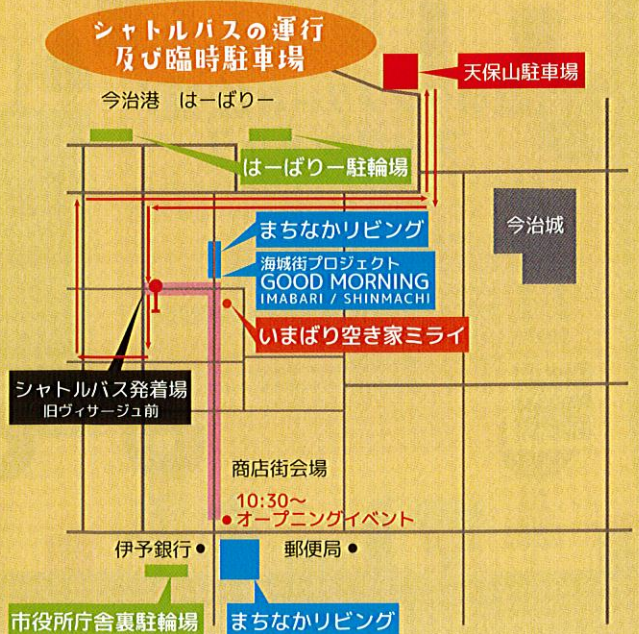 シャトルバスの運行
及び臨時駐車場
天保山駐車場
今治港 はーばりー
はーばりー駐輪場
今治城
まちなかリビング
海城街プロジェクト
GOOD MORNING
IMABARI / SHINMACHI
いまばり空き家ミライ
シャトルバス発着場
旧ヴィサージュ前
商店街会場
10:30〜
オープニングイベント
伊予銀行
郵便局
市役所庁舎裏駐輪場
まちなかリビング